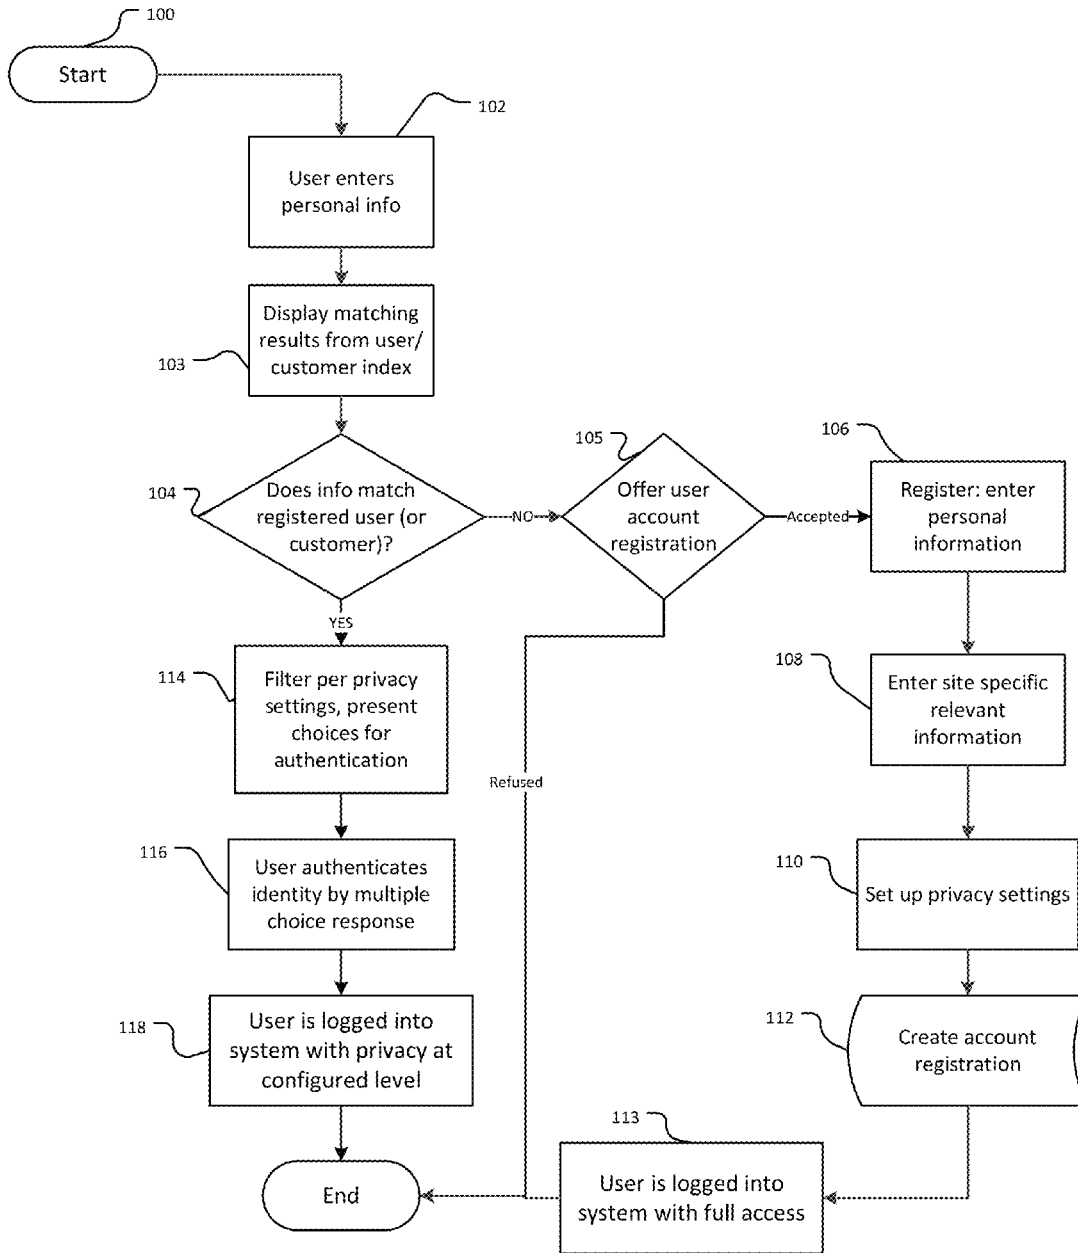 100
Start
102
User enters
personal info
Display matching
results from user/
customer index
103
104
Does info match
registered user (or
customer)?
NO
105
Offer user
account
registration
Accepted
106
Register: enter
personal
information
YES
114
Filter per privacy
settings, present
choices for
authentication
Refused
108
Enter site specific
relevant
information
116
User authenticates
identity by multiple
choice response
110
Set up privacy settings
118
User is logged into
system with privacy at
configured level
112
Create account
registration
113
User is logged into
system with full access
End